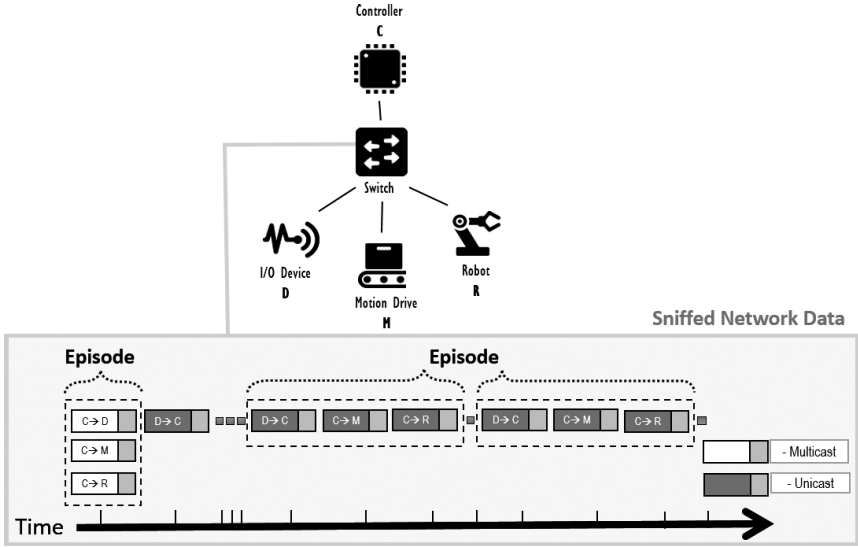 Controller
C
Switch
I/O Device
D
Motion Drive
M
Robot
R
Sniffed Network Data
Episode
Episode
C→D
D→C
D→C
C→M
C→R
D→C
C→M
C→R
C→M
C→R
- Multicast
- Unicast
Time